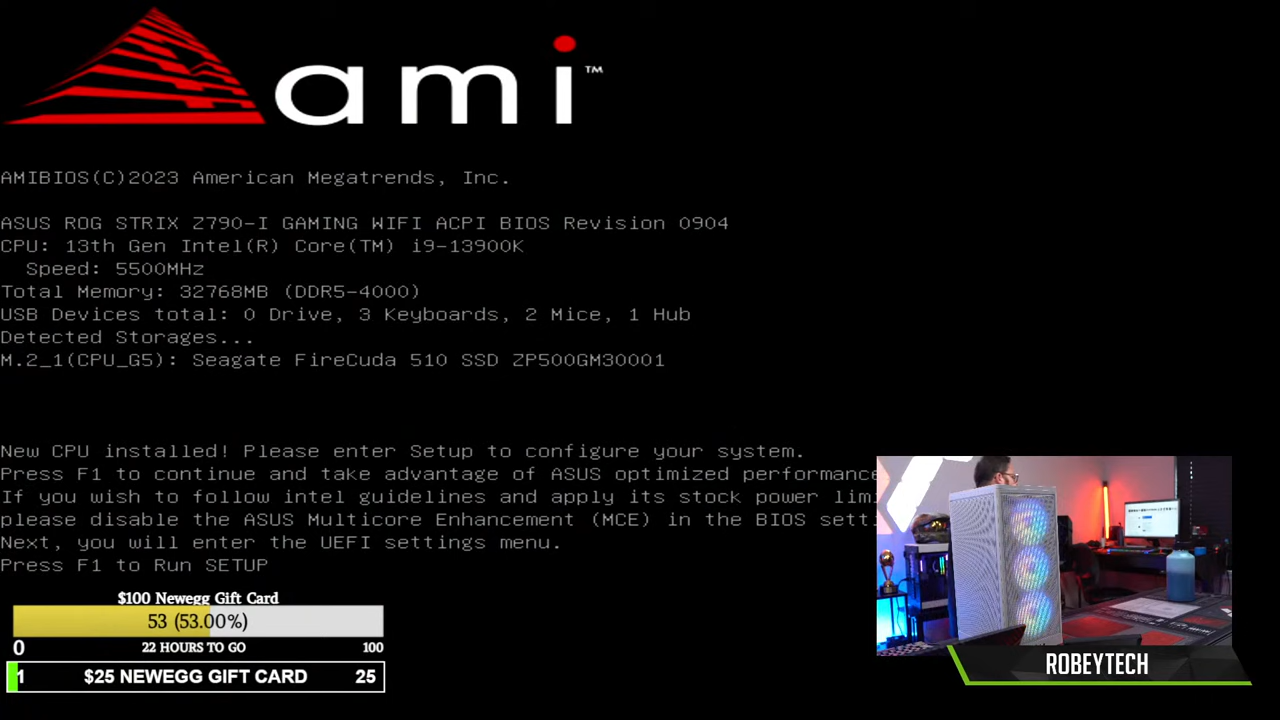 ami™
AMIBIOS(C)2023 American Megatrends, Inc.
ASUS ROG STRIX Z790-I GAMING WIFI ACPI BIOS Revision 0904
CPU: 13th Gen Intel(R) Core(TM) i9-13900K
Speed: 5500MHz
Total Memory: 32768MB (DDR5-4000)
USB Devices total: 0 Drive, 3 Keyboards, 2 Mice, 1 Hub
Detected Storages...
M.2_1(CPU_G5): Seagate FireCuda 510 SSD ZP500GM30001
New CPU installed! Please enter Setup to configure your system.
Press F1 to continue and take advantage of ASUS optimized performance
If you wish to follow intel guidelines and apply its stock power lim
please disable the ASUS Multicore Enhancement (MCE) in the BIOS sett
Next, you will enter the UEFI settings menu.
Press F1 to Run SETUP
$100 Newegg Gift Card
53 (53.00%)
0 22 HOURS TO GO 100
1 $25 NEWEGG GIFT CARD 25
ROBEYTECH